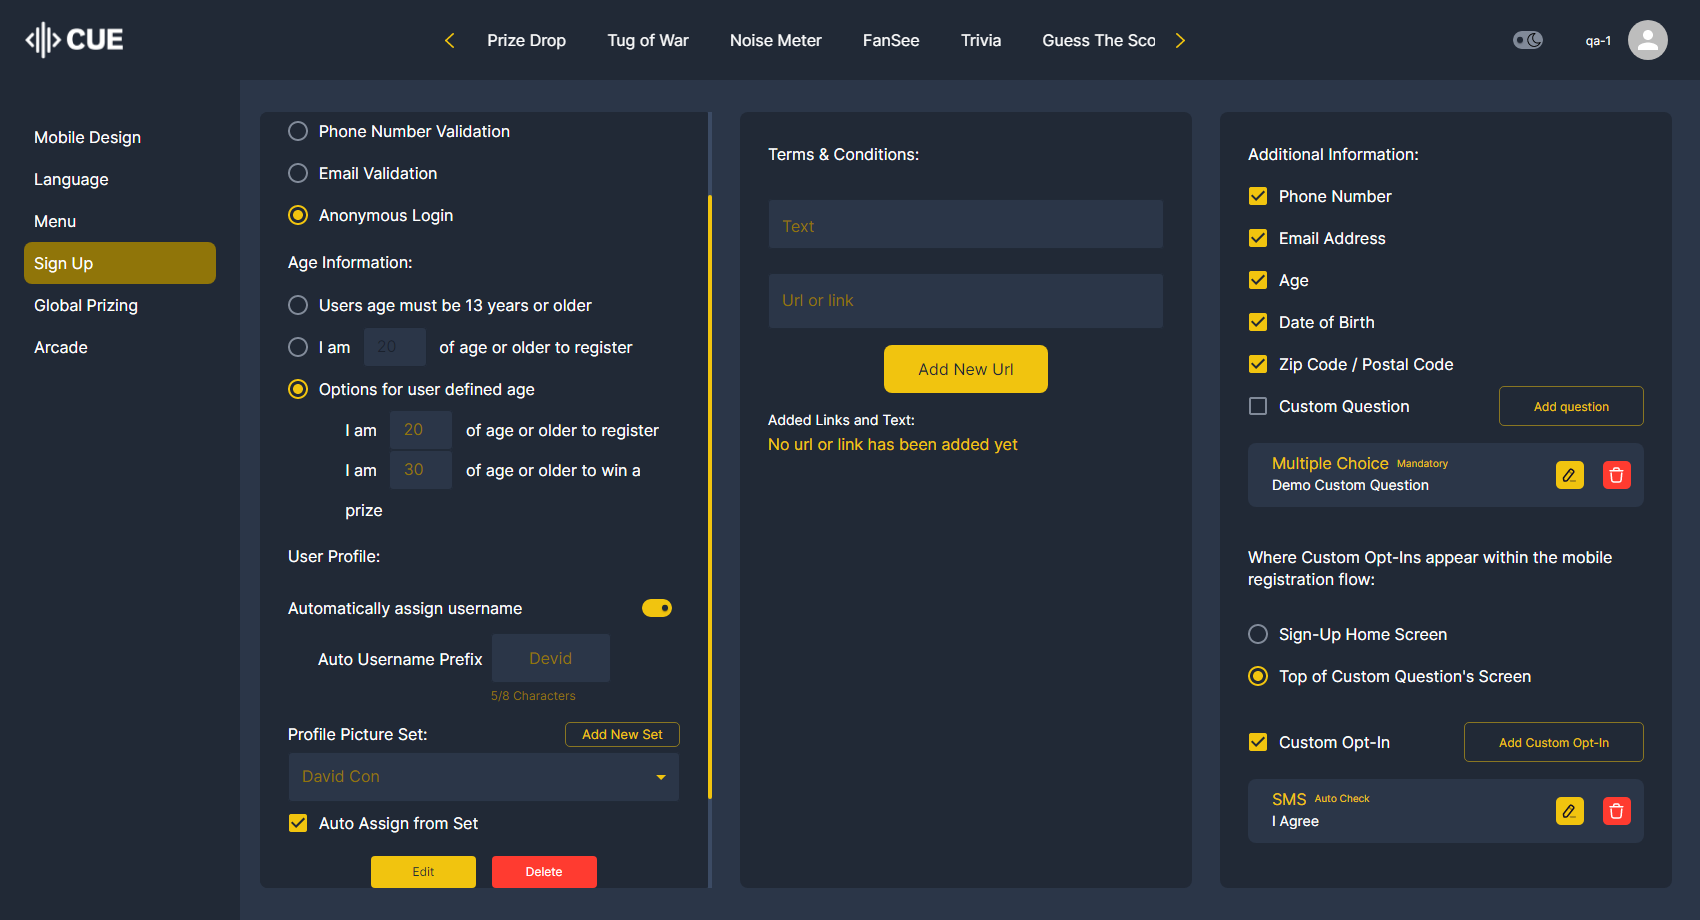 CUE
Prize Drop
Tug of War
Noise Meter
FanSee
Trivia
Guess The Sco
qa-1
Mobile Design
Language
Menu
Sign Up
Global Prizing
Arcade
Phone Number Validation
Email Validation
Anonymous Login
Age Information:
Users age must be 13 years or older
I am 20 of age or older to register
Options for user defined age
I am 20 of age or older to register
I am 30 of age or older to win a
prize
User Profile:
Automatically assign username
Auto Username Prefix Devid
5/8 Characters
Profile Picture Set: Add New Set
David Con
Auto Assign from Set
Edit Delete
Terms & Conditions:
Text
Url or link
Add New Url
Added Links and Text:
No url or link has been added yet
Additional Information:
Phone Number
Email Address
Age
Date of Birth
Zip Code / Postal Code
Custom Question Add question
Multiple Choice Mandatory
Demo Custom Question
Where Custom Opt-Ins appear within the mobile
registration flow:
Sign-Up Home Screen
Top of Custom Question's Screen
Custom Opt-In Add Custom Opt-In
SMS Auto Check
I Agree